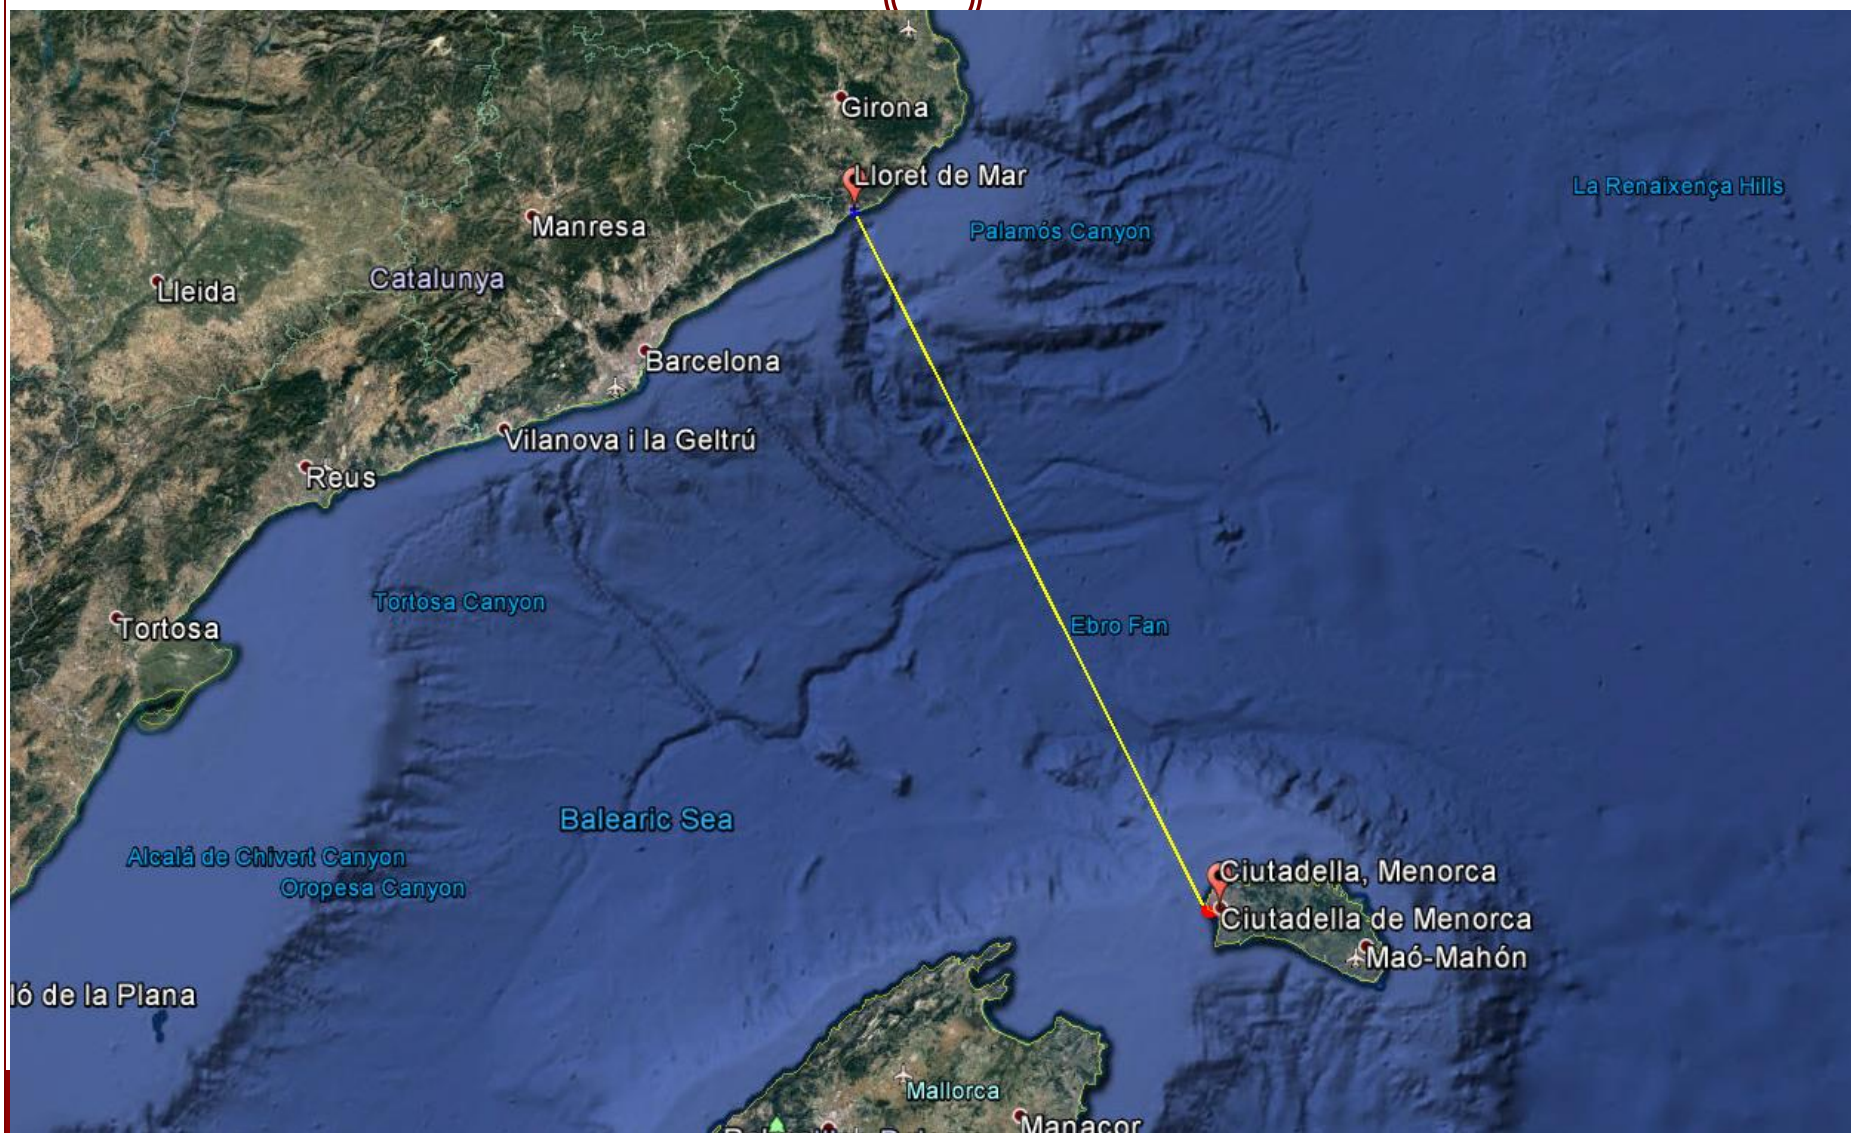 Girona
Lloret de Mar
La Renaixença Hills
Manresa
Palamós Canyon
Catalunya
Lleida
Barcelona
Vilanova i la Geltrú
Reus
Tortosa Canyon
Tortosa
Ebro Fan
Balearic Sea
Alcalá de Chivert Canyon
Oropesa Canyon
Ciutadella, Menorca
Ciutadella de Menorca
Maó-Mahón
ló de la Plana
Mallorca
Manacor